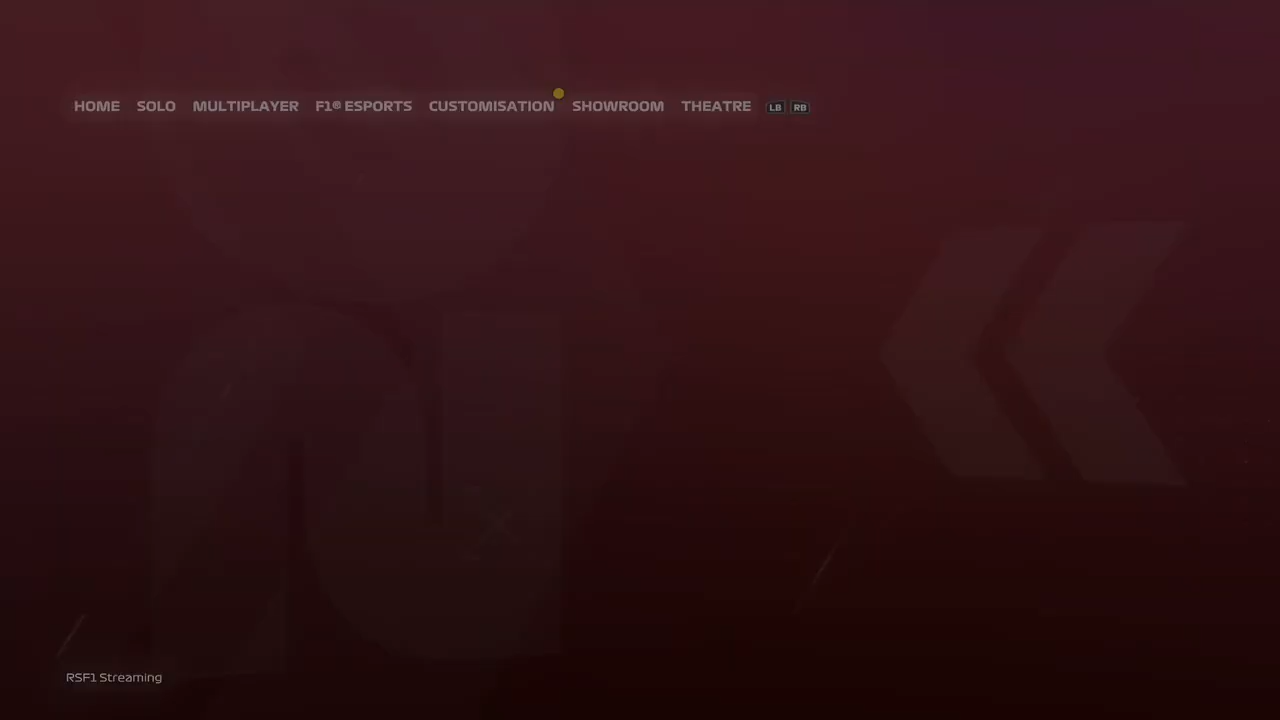 HOME SOLO MULTIPLAYER F1® ESPORTS CUSTOMISATION SHOWROOM THEATRE LB RB
RSF1 Streaming